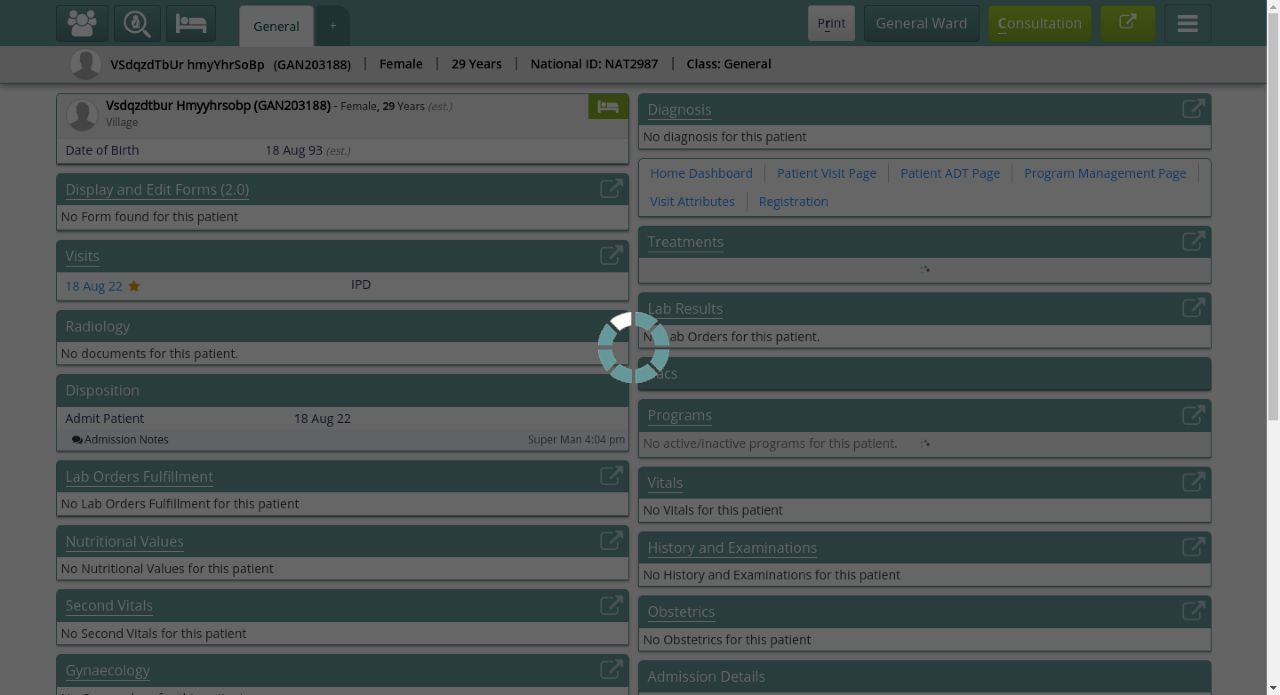 General
+
Print
General Ward
Consultation
VSdqzdTbUr hmyYhrSoBp (GAN203188) | Female | 29 Years | National ID: NAT2987 | Class: General
Vsdqzdtbur Hmyyhrsobp (GAN203188) - Female, 29 Years (est.)
Village
Date of Birth 18 Aug 93 (est.)
Display and Edit Forms (2.0)
No Form found for this patient
Visits
18 Aug 22 IPD
Radiology
No documents for this patient.
Disposition
Admit Patient 18 Aug 22
Admission Notes Super Man 4:04 pm
Lab Orders Fulfillment
No Lab Orders Fulfillment for this patient
Nutritional Values
No Nutritional Values for this patient
Second Vitals
No Second Vitals for this patient
Gynaecology
Diagnosis
No diagnosis for this patient
Home Dashboard | Patient Visit Page | Patient ADT Page | Program Management Page
Visit Attributes | Registration
Treatments
Lab Results
No Lab Orders for this patient.
Pacs
Programs
No active/inactive programs for this patient.
Vitals
No Vitals for this patient
History and Examinations
No History and Examinations for this patient
Obstetrics
No Obstetrics for this patient
Admission Details